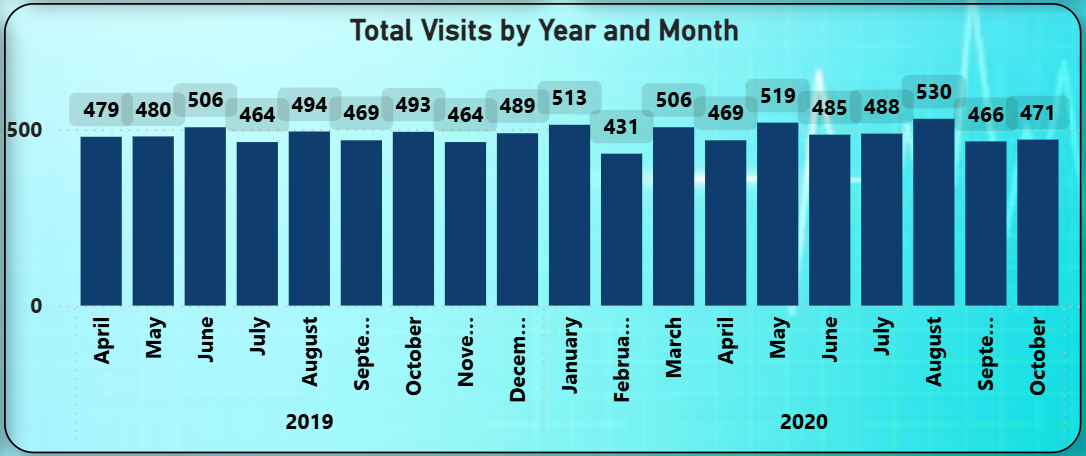 Total Visits by Year and Month
479 480 506 464 494 469 493 464 489 513 431 506 469 519 485 488 530 466 471
500
0
April May June July August Septe... October Nove... Decem... January Februa... March April May June July August Septe... October
2019 2020